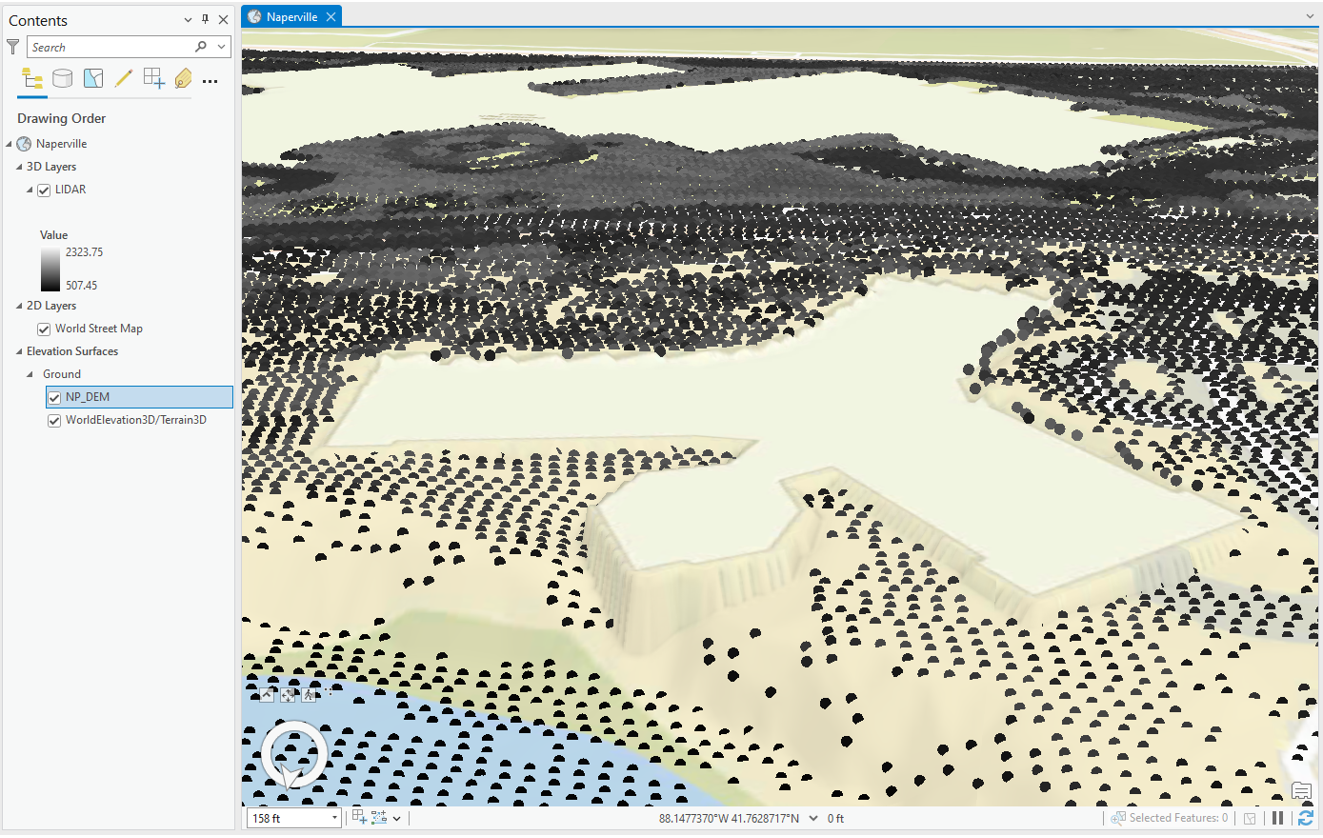 Contents
Search
Drawing Order
Naperville
3D Layers
LIDAR
Value
2323.75
507.45
2D Layers
World Street Map
Elevation Surfaces
Ground
NP_DEM
WorldElevation3D/Terrain3D
Naperville
158 ft
88.1477370°W 41.7628717°N
0 ft
Selected Features: 0